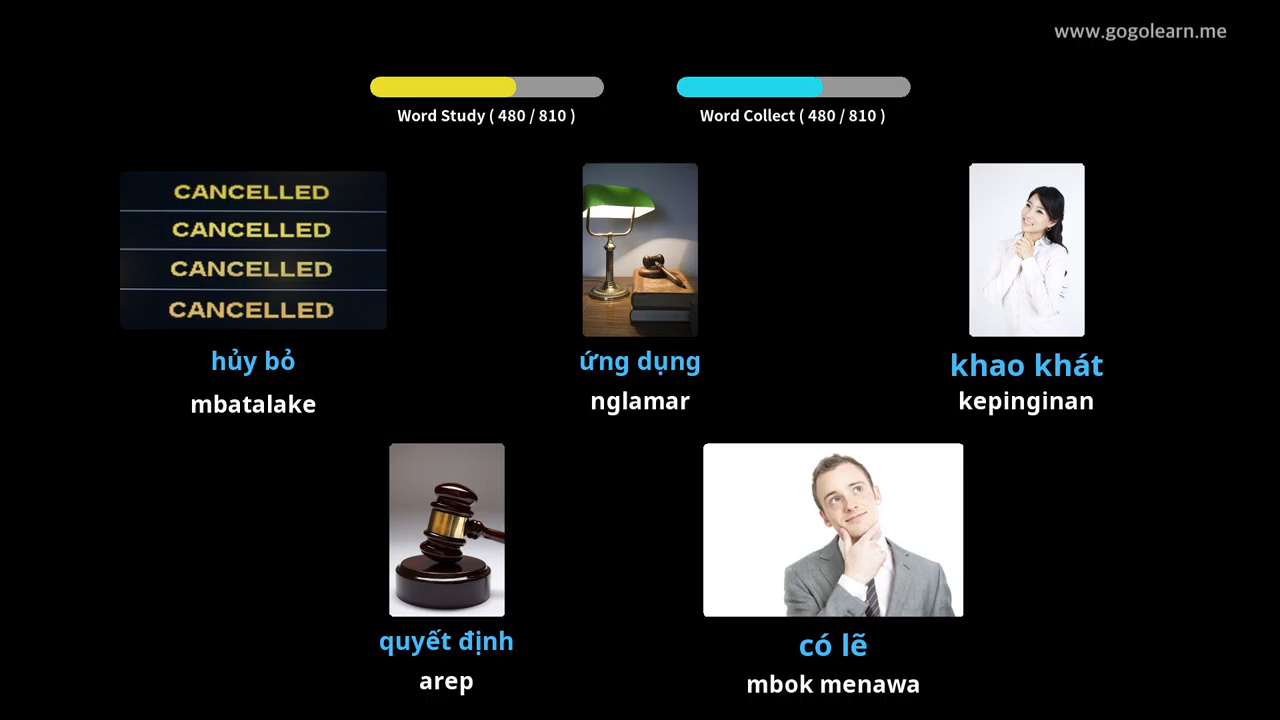 www.gogolearn.me
Word Study ( 480 / 810 )
Word Collect ( 480 / 810 )
CANCELLED
CANCELLED
CANCELLED
CANCELLED
hủy bỏ
mbatalake
ứng dụng
nglamar
khao khát
kepinginan
quyết định
arep
có lẽ
mbok menawa